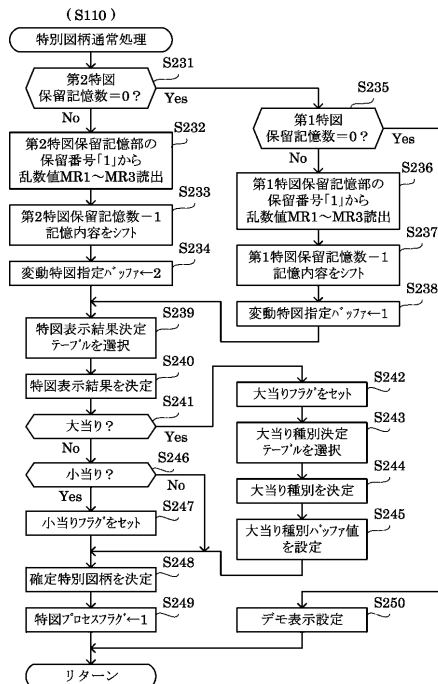 (S110)
特別図柄通常処理
S231
第2特図
保留記憶数=0?
Yes
No
S235
第1特図
保留記憶数=0?
Yes
No
S232
第2特図保留記憶部の
保留番号「1」から
乱数値MR1~MR3読出
S233
第2特図保留記憶数-1
記憶内容をシフト
S234
変動特図指定バッファ←2
S236
第1特図保留記憶部の
保留番号「1」から
乱数値MR1~MR3読出
S237
第1特図保留記憶数-1
記憶内容をシフト
S238
変動特図指定バッファ←1
S239
特図表示結果決定
テーブルを選択
S240
特図表示結果を決定
S241
大当り?
Yes
No
S242
大当りフラグをセット
S243
大当り種別決定
テーブルを選択
S244
大当り種別を決定
S245
大当り種別バッファ値
を設定
S246
小当り?
No
Yes
S247
小当りフラグをセット
S248
確定特別図柄を決定
S249
特図プロセスフラグ←1
S250
デモ表示設定
リターン